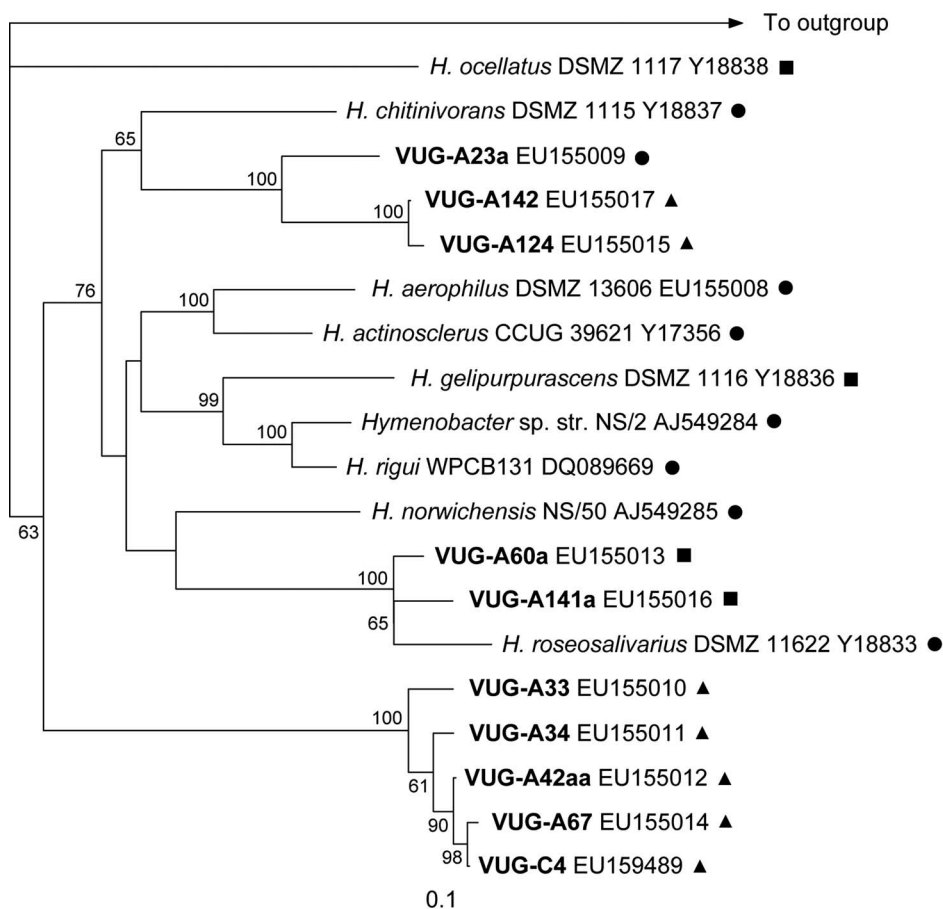 To outgroup
H. ocellatus DSMZ 1117 Y18838 ■
H. chitinivorans DSMZ 1115 Y18837 ●
65
VUG-A23a EU155009 ●
100
VUG-A142 EU155017 ▲
100
VUG-A124 EU155015 ▲
76
H. aerophilus DSMZ 13606 EU155008 ●
100
H. actinosclerus CCUG 39621 Y17356 ●
H. gelipurpurascens DSMZ 1116 Y18836 ■
99
Hymenobacter sp. str. NS/2 AJ549284 ●
100
H. rigui WPCB131 DQ089669 ●
H. norwichensis NS/50 AJ549285 ●
63
VUG-A60a EU155013 ■
100
VUG-A141a EU155016 ■
65
H. roseosalivarius DSMZ 11622 Y18833 ●
VUG-A33 EU155010 ▲
100
VUG-A34 EU155011 ▲
61
VUG-A42aa EU155012 ▲
90
VUG-A67 EU155014 ▲
98
VUG-C4 EU159489 ▲
0.1